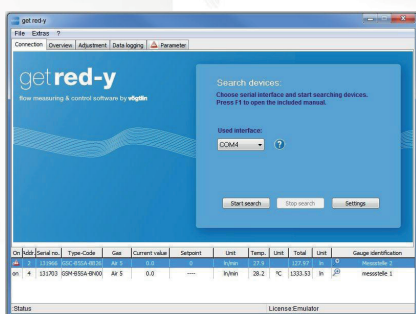 get red-y
File Extras ?
Connection Overview Adjustment Data logging Parameter
get red-y
flow measuring & control software by vögtlin
Search devices:
Choose serial interface and start searching devices.
Press F1 to open the included manual.
Used interface:
COM4 ?
Start search Stop search Settings
On Addr. Serial no. Type-Code Gas Current value Setpoint Unit Temp. Unit Total Unit Gauge identification
2 131966 Air 5 0.0 0 ln/min 27.9 127.97 ln Messstelle 2
on 4 131703 GSM-B5SA-BN00 Air 5 0.0 ---- ln/min 28.2 °C 1333.53 ln messstelle 1
Status License:Emulator